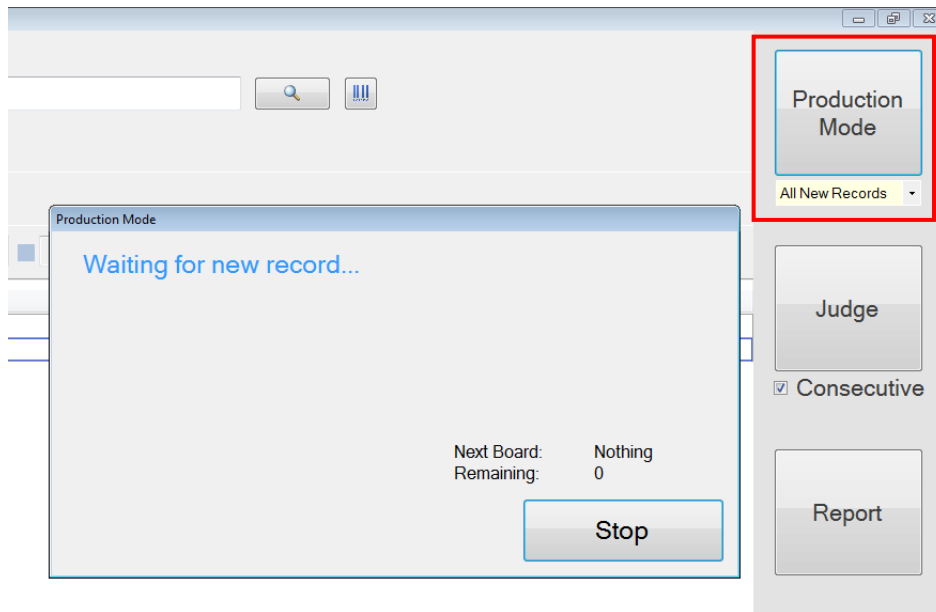 Production
Mode
All New Records
Production Mode
Waiting for new record...
Judge
Consecutive
Next Board: Nothing
Remaining: 0
Stop
Report